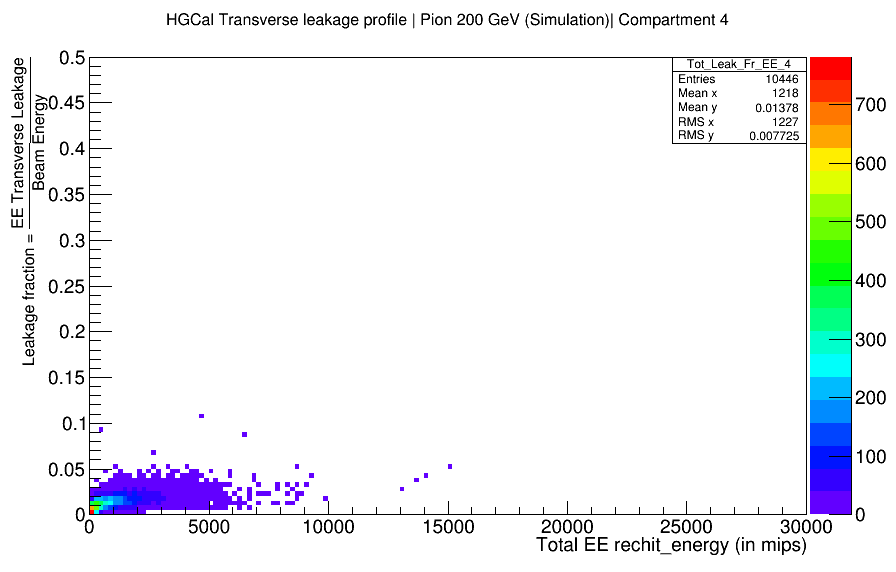 HGCal Transverse leakage profile | Pion 200 GeV (Simulation)| Compartment 4
Leakage fraction = EE Transverse Leakage
Beam Energy
0.5
0.45
0.4
0.35
0.3
0.25
0.2
0.15
0.1
0.05
0
Tot_Leak_Fr_EE_4
Entries 10446
Mean x 1218
Mean y 0.01378
RMS x 1227
RMS y 0.007725
700
600
500
400
300
200
100
0
0 5000 10000 15000 20000 25000 30000
Total EE rechit_energy (in mips)